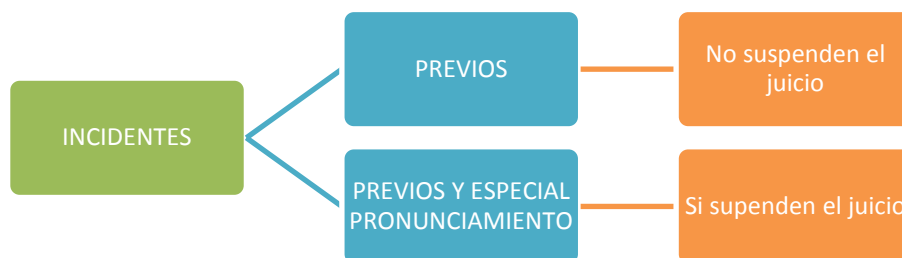 INCIDENTES
PREVIOS
No suspenden el
juicio
PREVIOS Y ESPECIAL
PRONUNCIAMIENTO
Si supenden el juicio